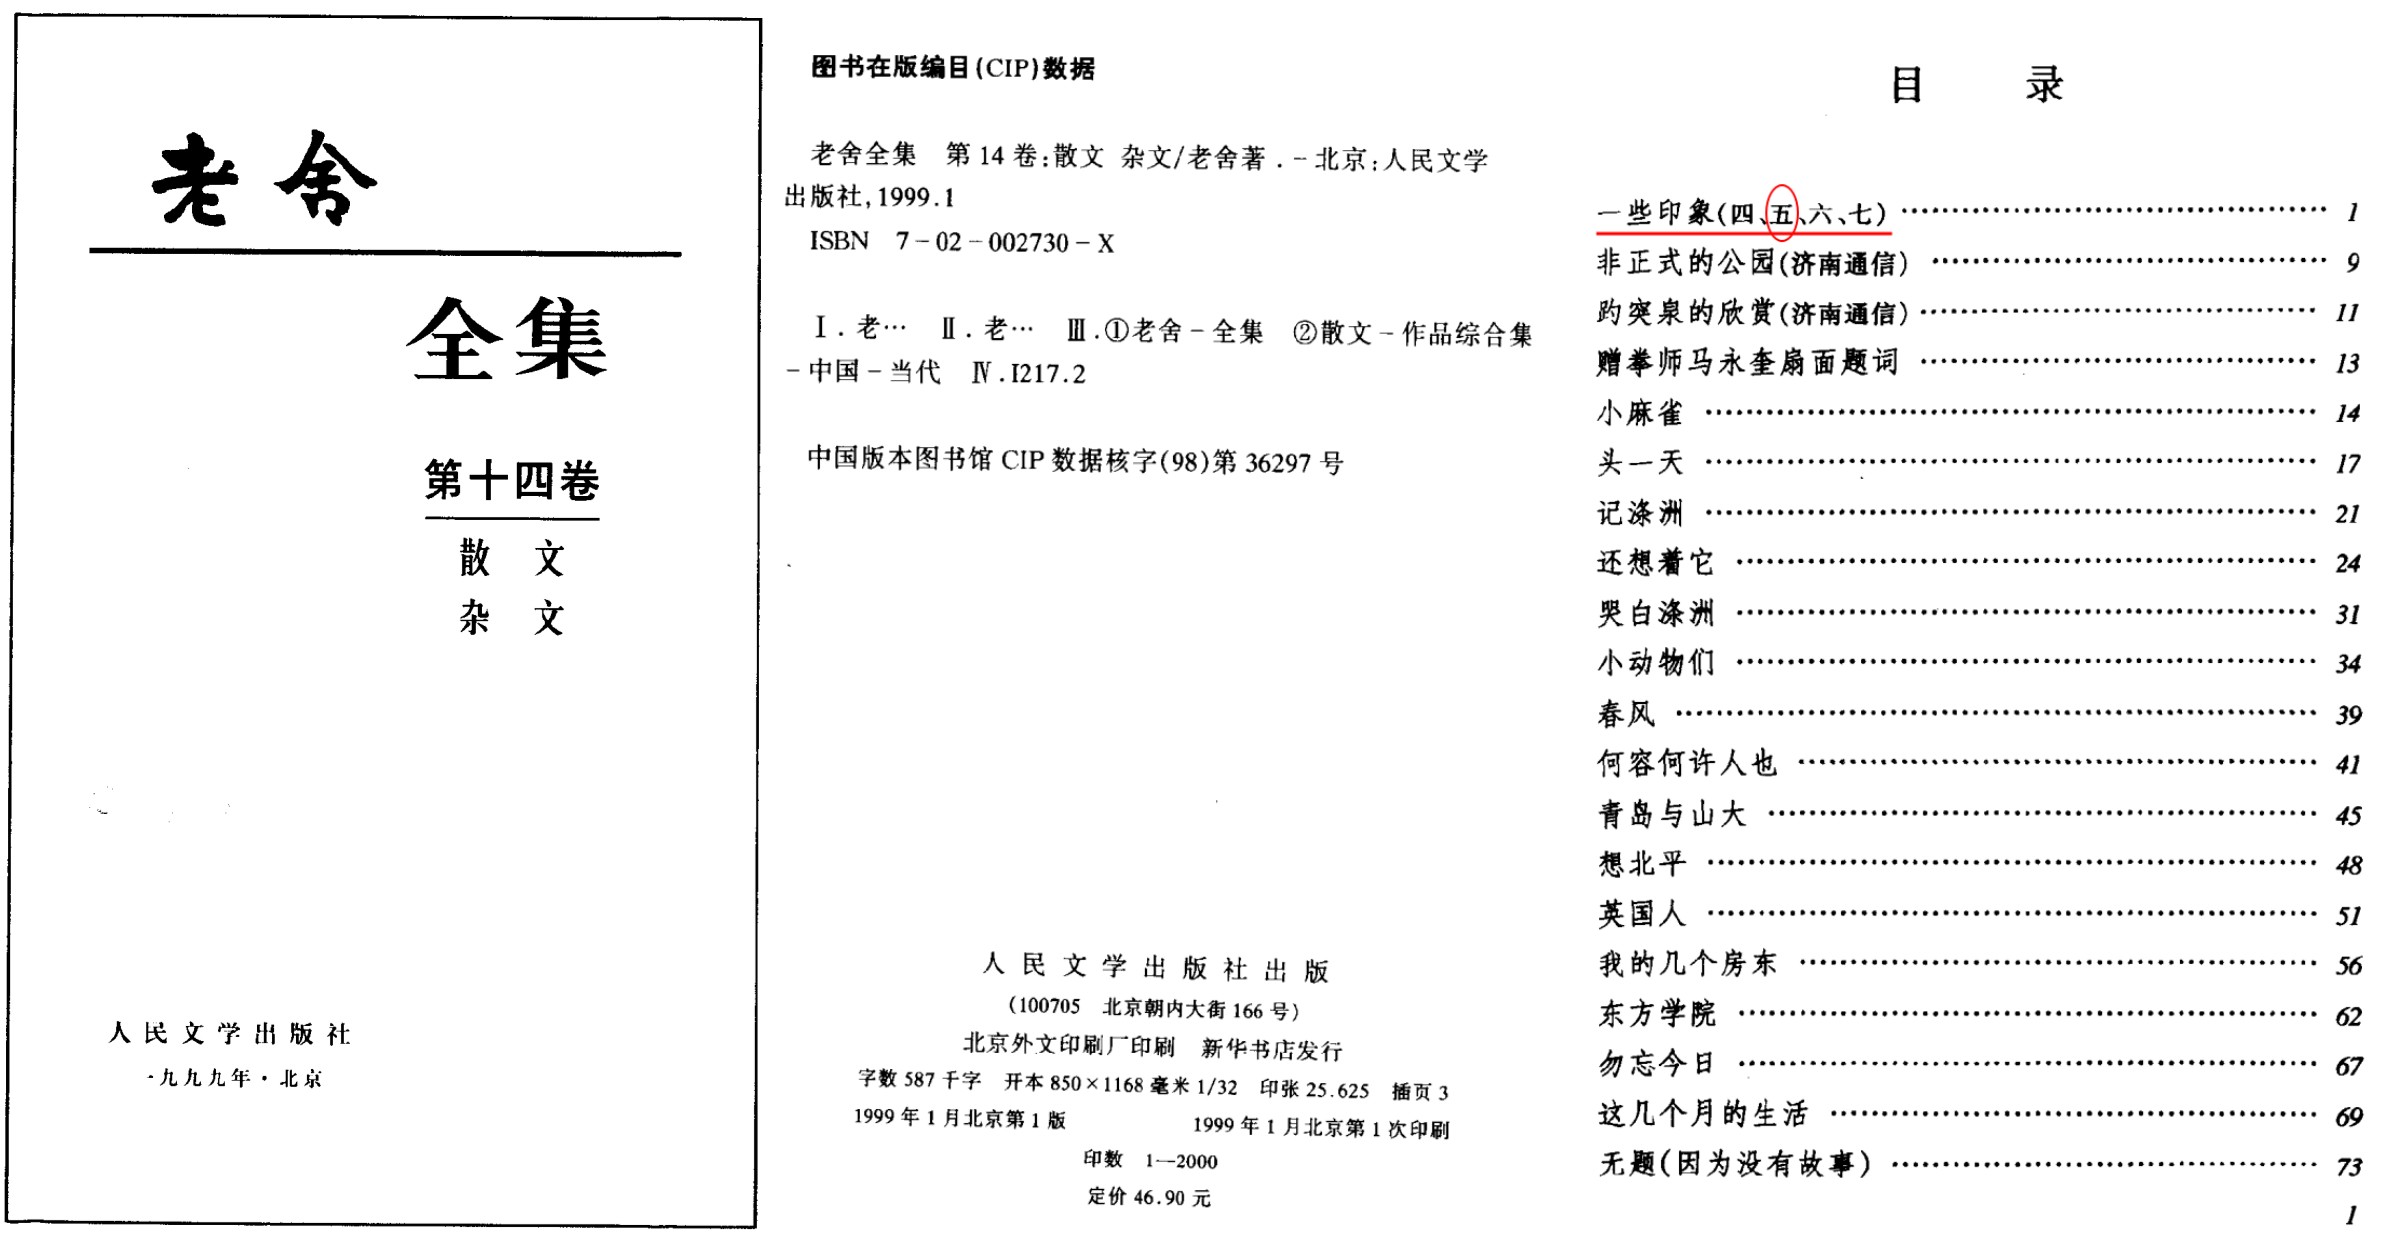 老舍
全集
第十四卷
散文
杂文
人民文学出版社
一九九九年·北京
图书在版编目(CIP)数据
老舍全集 第14卷:散文 杂文/老舍著.-北京:人民文学
出版社,1999.1
ISBN 7-02-002730-X
Ⅰ.老… Ⅱ.老… Ⅲ.①老舍-全集 ②散文-作品综合集
-中国-当代 Ⅳ.I217.2
中国版本图书馆CIP数据核字(98)第36297号
人民文学出版社出版
(100705 北京朝内大街166号)
北京外文印刷厂印刷 新华书店发行
字数587千字 开本850×1168毫米1/32 印张25.625 插页3
1999年1月北京第1版 1999年1月北京第1次印刷
印数 1—2000
定价46.90元
目录
一些印象(四、五、六、七)……1
非正式的公园(济南通信)……9
趵突泉的欣赏(济南通信)……11
赠拳师马永奎扇面题词……13
小麻雀……14
头一天……17
记涤洲……21
还想着它……24
哭白涤洲……31
小动物们……34
春风……39
何容何许人也……41
青岛与山大……45
想北平……48
英国人……51
我的几个房东……56
东方学院……62
勿忘今日……67
这几个月的生活……69
无题(因为没有故事)……73
1